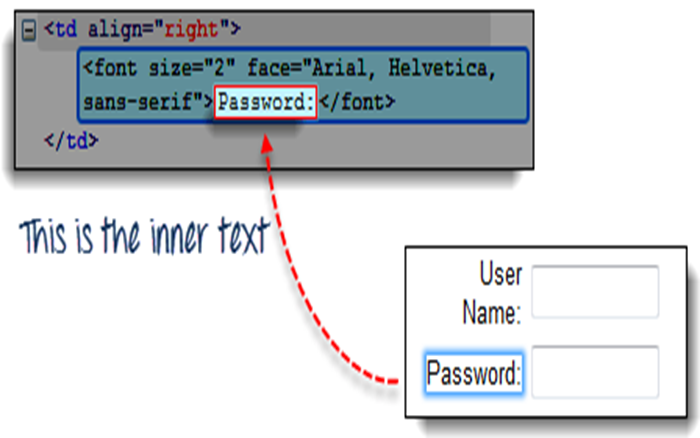 <td align="right">
<font size="2" face="Arial, Helvetica,
sans-serif">Password:</font>
</td>
This is the inner text
User
Name:
Password: